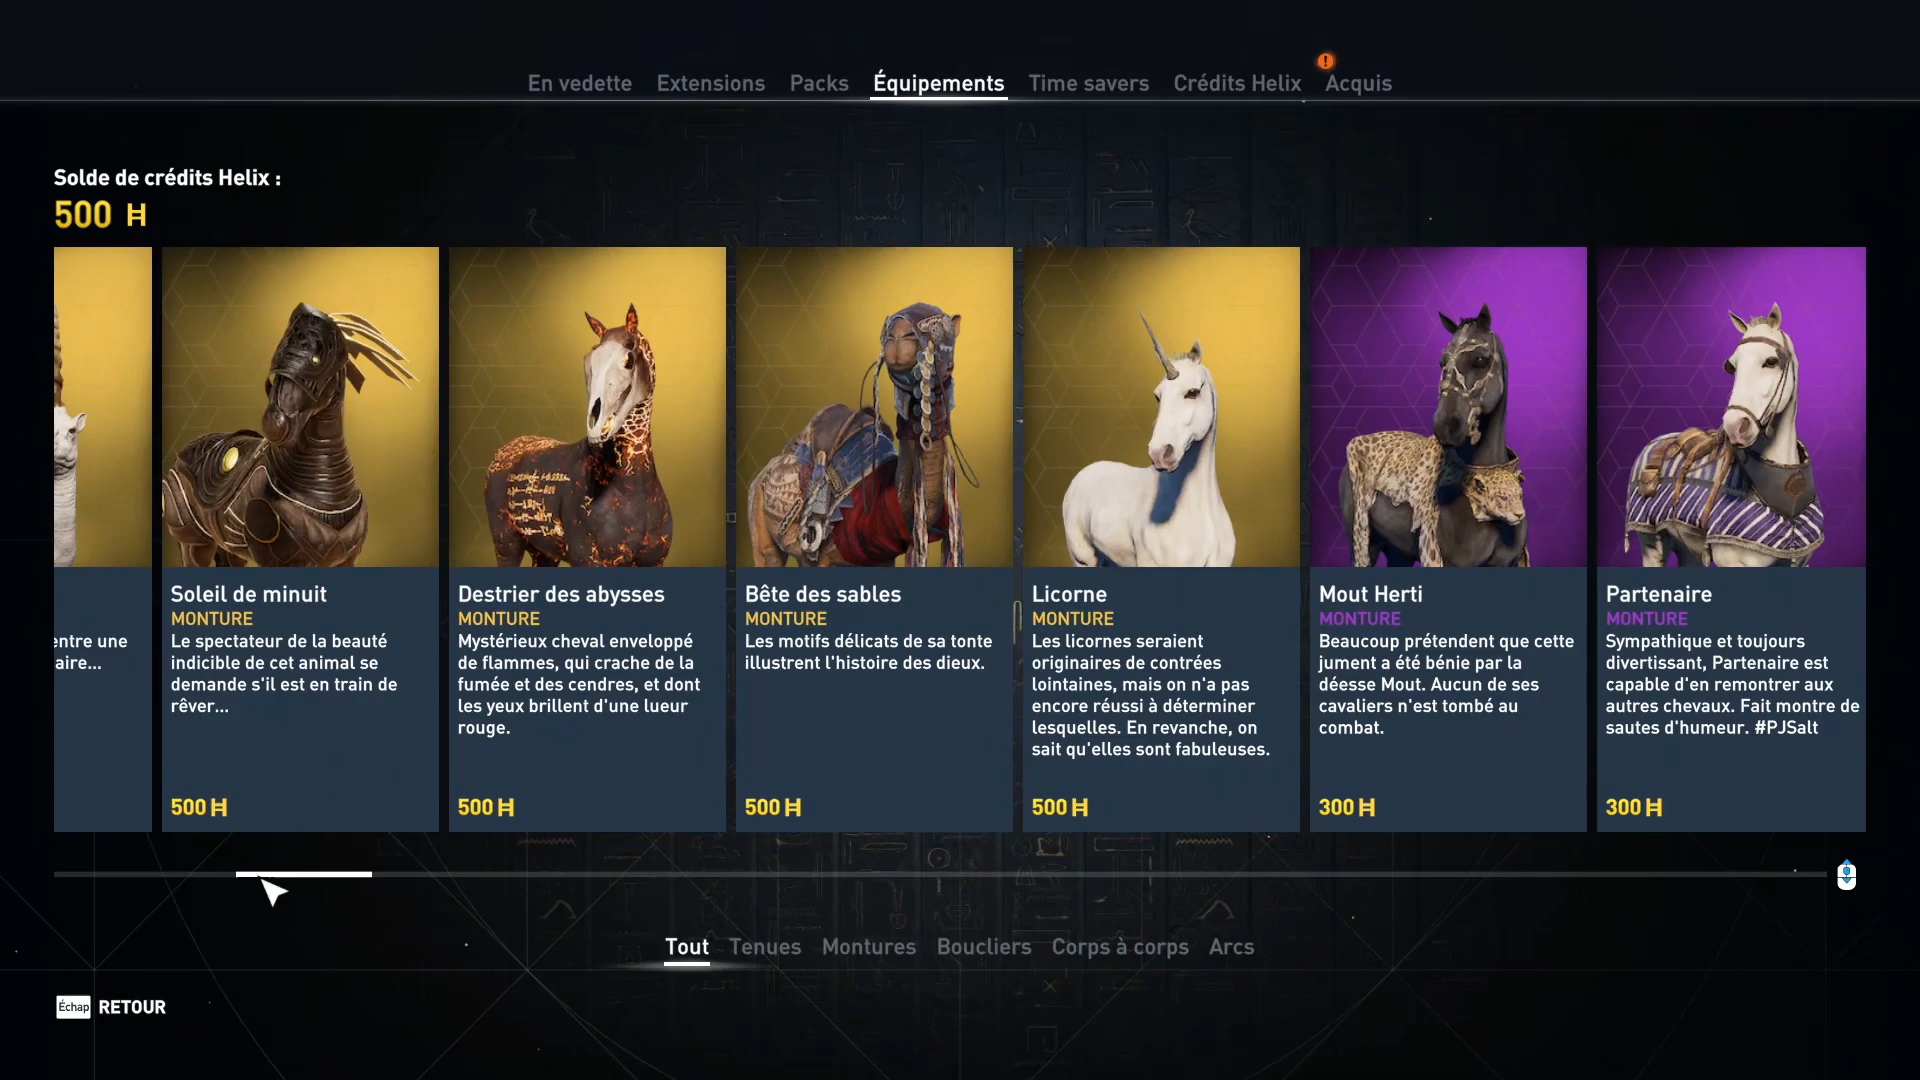 En vedette Extensions Packs Équipements Time savers Crédits Helix Acquis
Solde de crédits Helix :
500
entre une
aire...
Soleil de minuit
MONTURE
Le spectateur de la beauté
indicible de cet animal se
demande s'il est en train de
rêver...
500
Destrier des abysses
MONTURE
Mystérieux cheval enveloppé
de flammes, qui crache de la
fumée et des cendres, et dont
les yeux brillent d'une lueur
rouge.
500
Bête des sables
MONTURE
Les motifs délicats de sa tonte
illustrent l'histoire des dieux.
500
Licorne
MONTURE
Les licornes seraient
originaires de contrées
lointaines, mais on n'a pas
encore réussi à déterminer
lesquelles. En revanche, on
sait qu'elles sont fabuleuses.
500
Mout Herti
MONTURE
Beaucoup prétendent que cette
jument a été bénie par la
déesse Mout. Aucun de ses
cavaliers n'est tombé au
combat.
300
Partenaire
MONTURE
Sympathique et toujours
divertissant, Partenaire est
capable d'en remontrer aux
autres chevaux. Fait montre de
sautes d'humeur. #PJSalt
300
Tout Tenues Montures Boucliers Corps à corps Arcs
Échap RETOUR